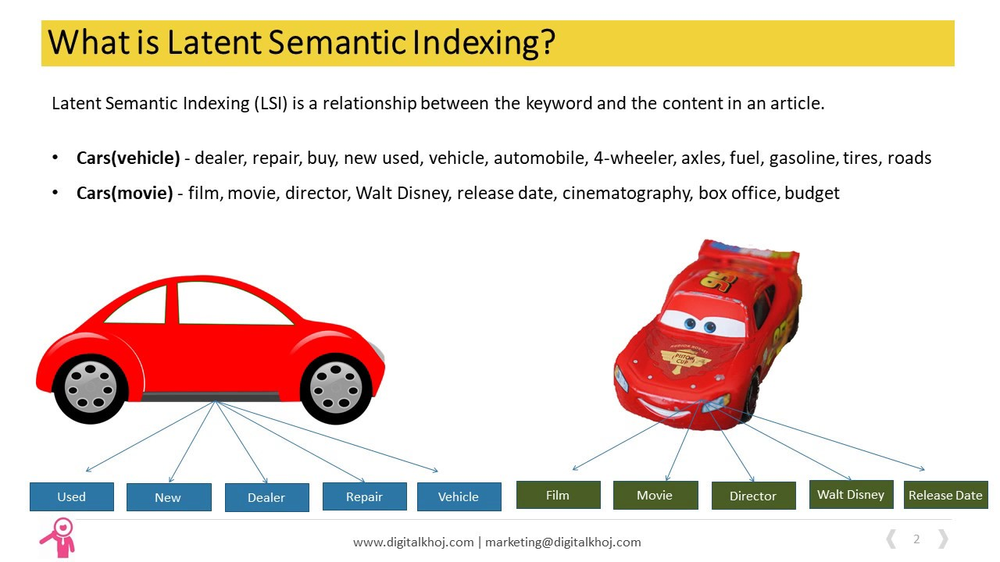 What is Latent Semantic Indexing?
Latent Semantic Indexing (LSI) is a relationship between the keyword and the content in an article.
• Cars(vehicle) - dealer, repair, buy, new used, vehicle, automobile, 4-wheeler, axles, fuel, gasoline, tires, roads
• Cars(movie) - film, movie, director, Walt Disney, release date, cinematography, box office, budget
95
PISTON
CUP
Used
New
Dealer
Repair
Vehicle
Film
Movie
Director
Walt Disney
Release Date
www.digitalkhoj.com | marketing@digitalkhoj.com
2